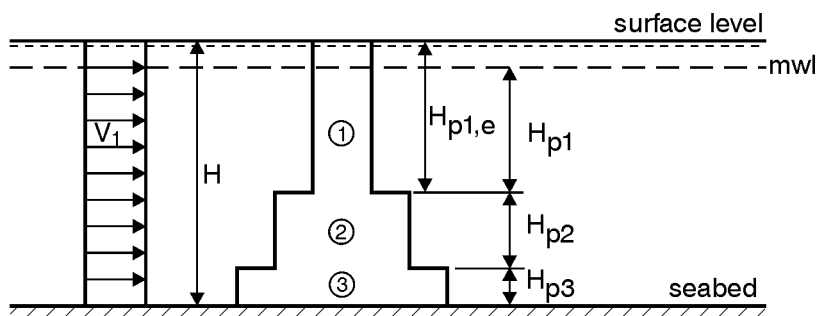 surface level
mwl
V1
H
①
Hp1,e
Hp1
②
Hp2
③
Hp3
seabed